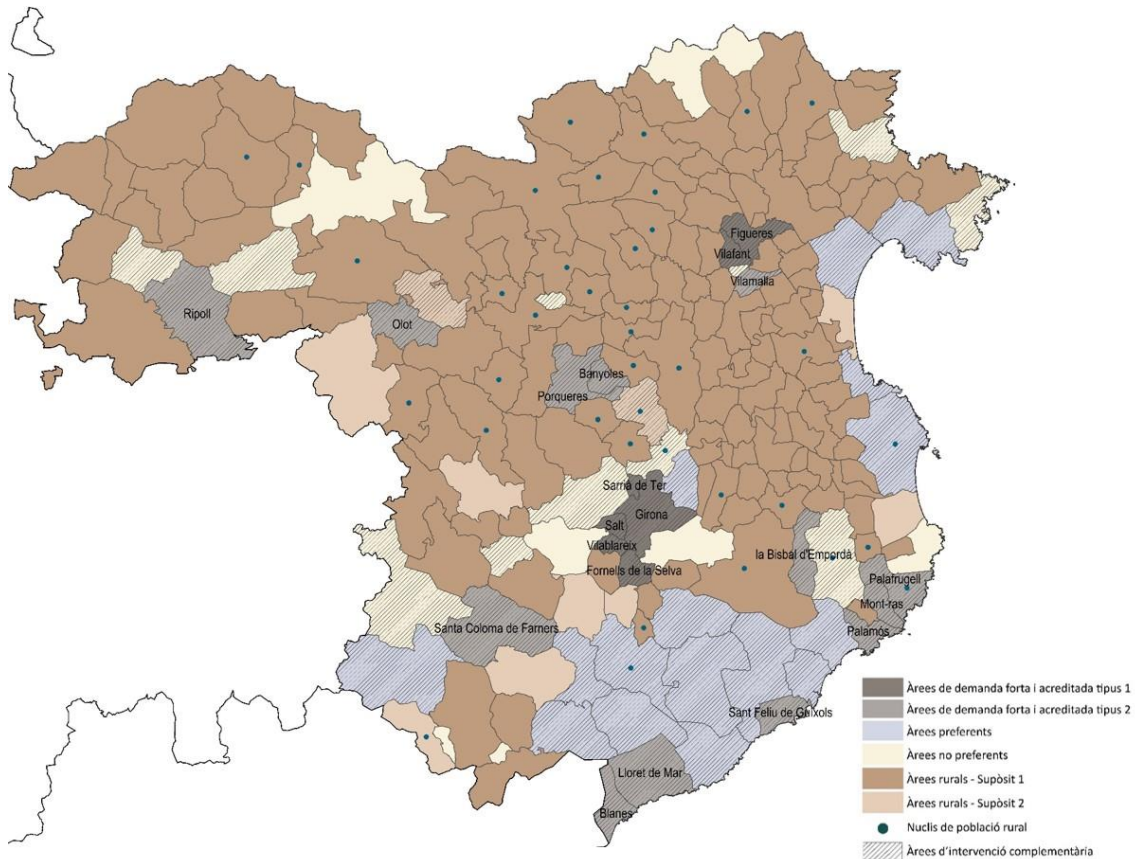 Figueres
Vilafant
Vilamalla
Ripoll
Olot
Banyoles
Porqueres
Sarrià de Ter
Girona
Salt
Vilablareix
Fornells de la Selva
la Bisbal d'Empordà
Palafrugell
Mont-ras
Palamós
Santa Coloma de Farners
Sant Feliu de Guíxols
Lloret de Mar
Blanes
Àrees de demanda forta i acreditada tipus 1
Àrees de demanda forta i acreditada tipus 2
Àrees preferents
Àrees no preferents
Àrees rurals - Supòsit 1
Àrees rurals - Supòsit 2
Nuclis de població rural
Àrees d'intervenció complementària